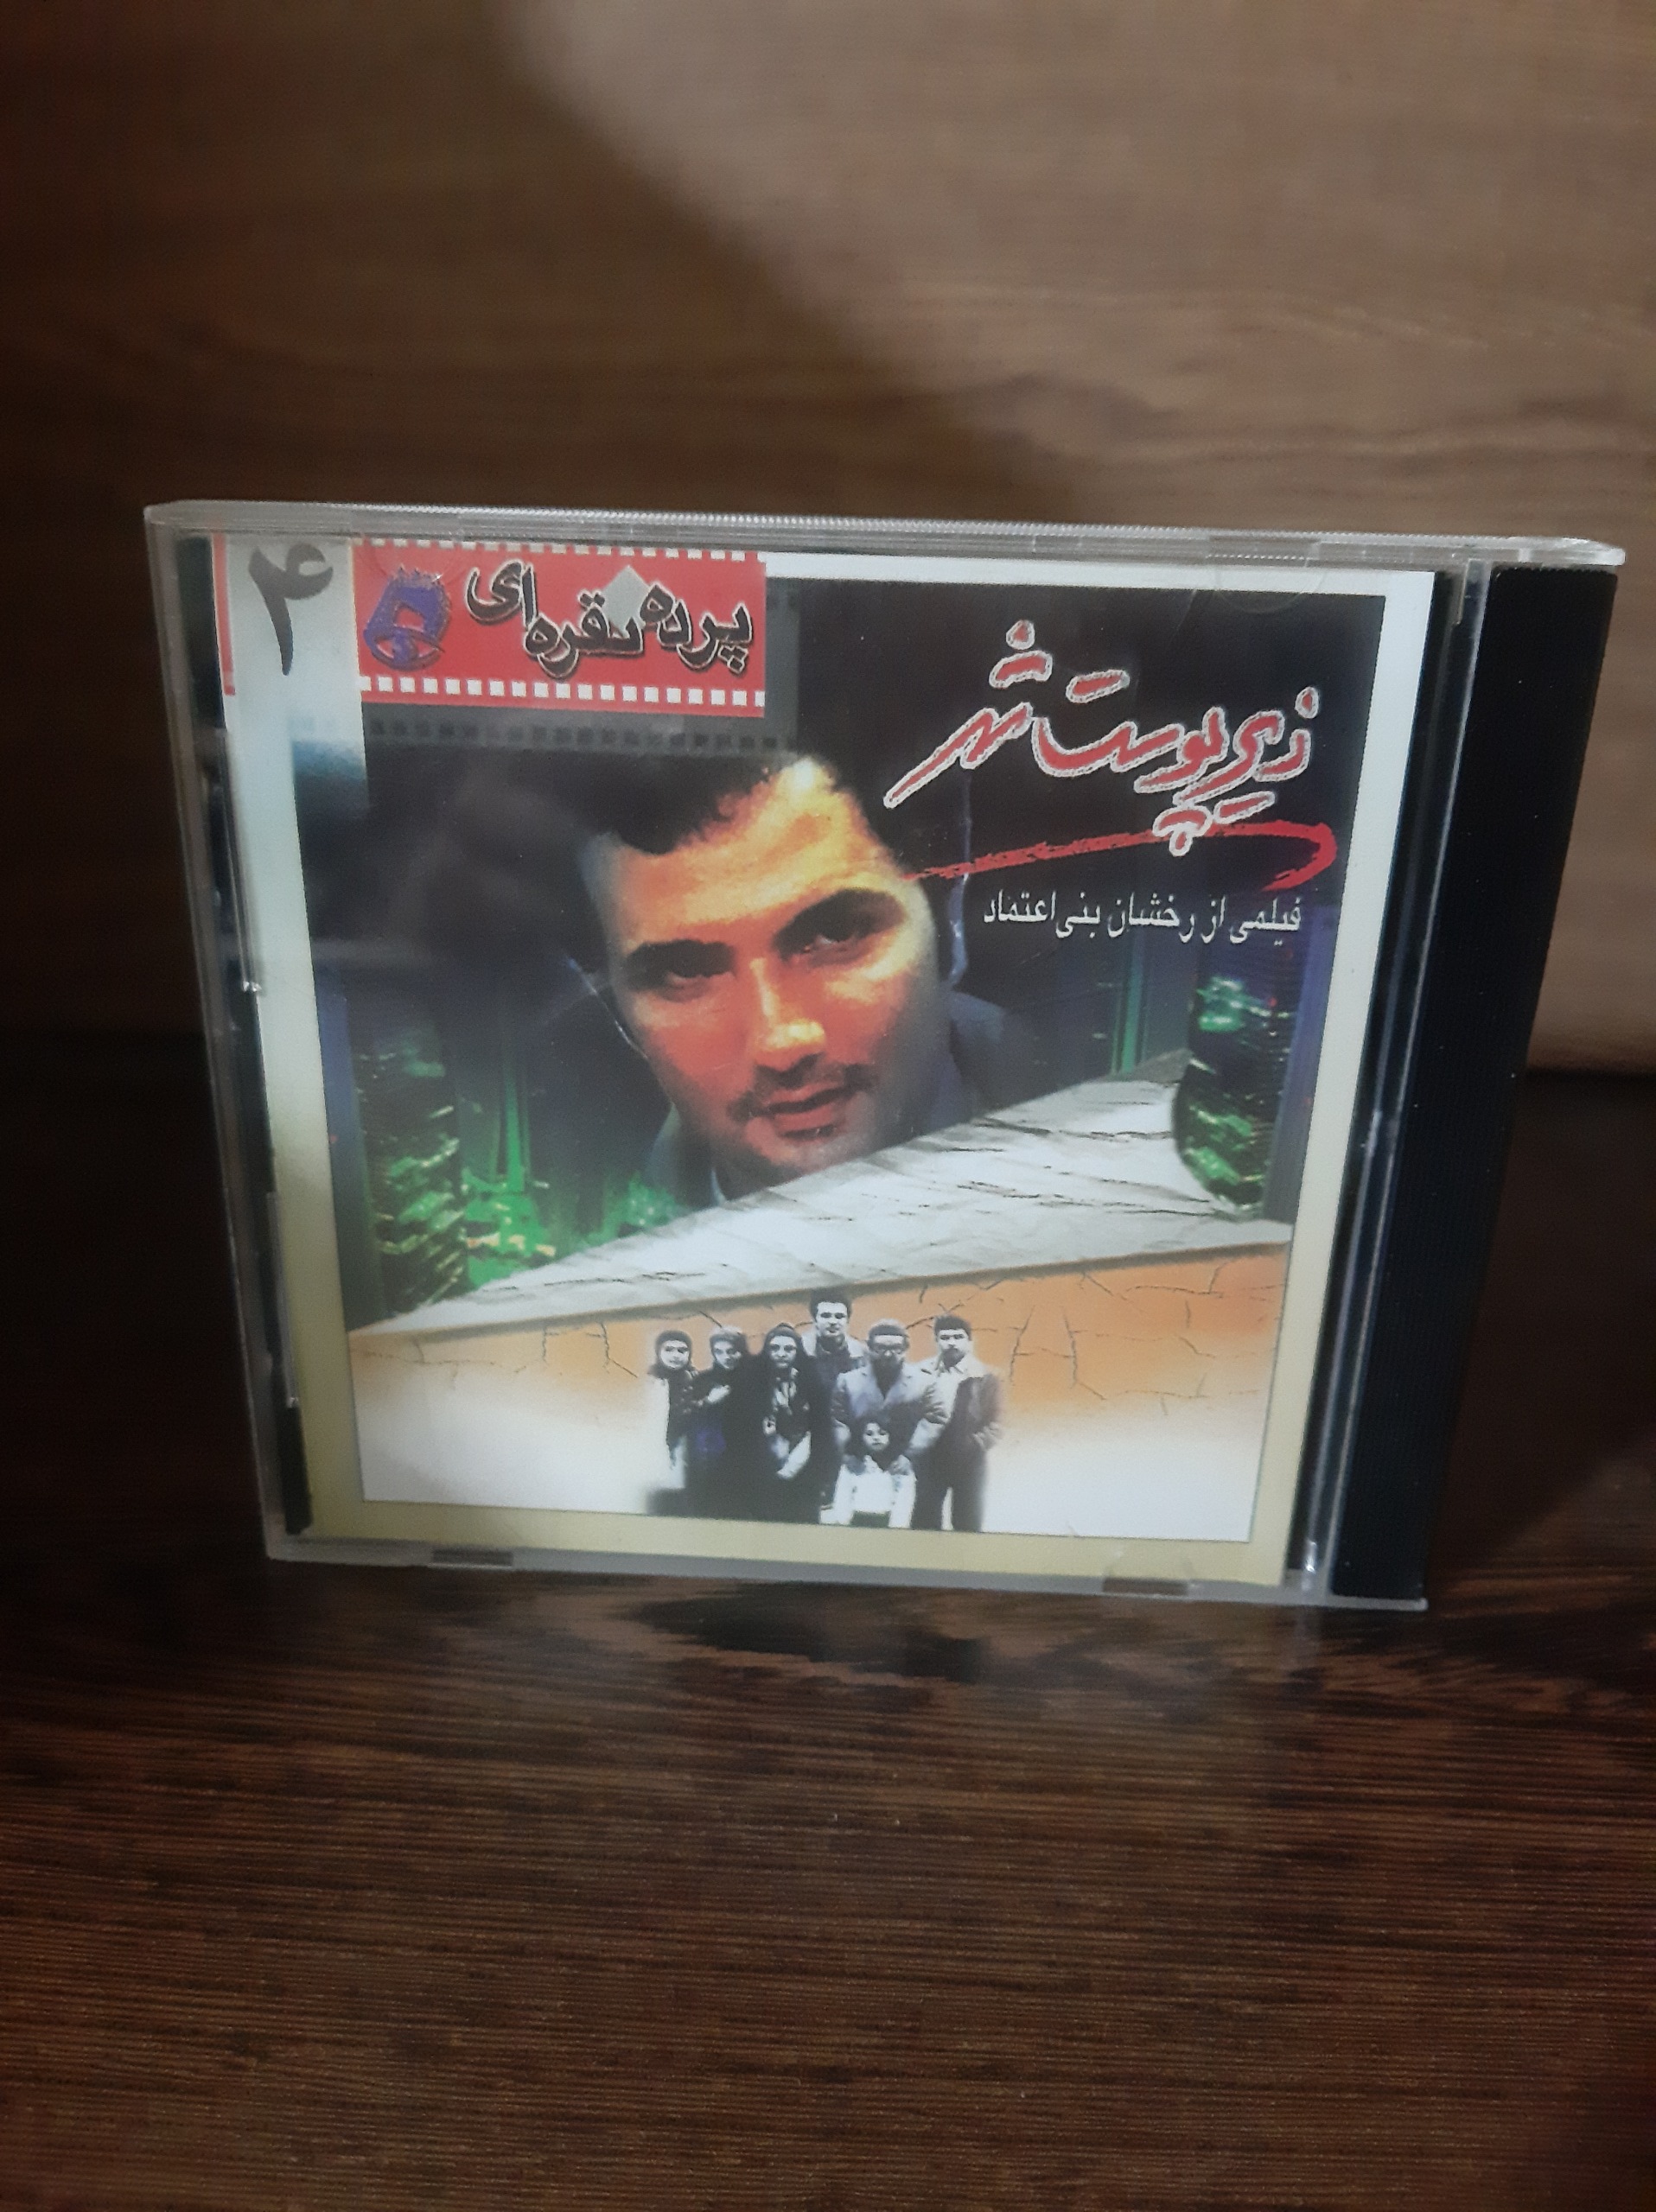 ۴
پرده نقره‌ای
زیر پوست شهر
فیلمی از رخشان بنی‌اعتماد